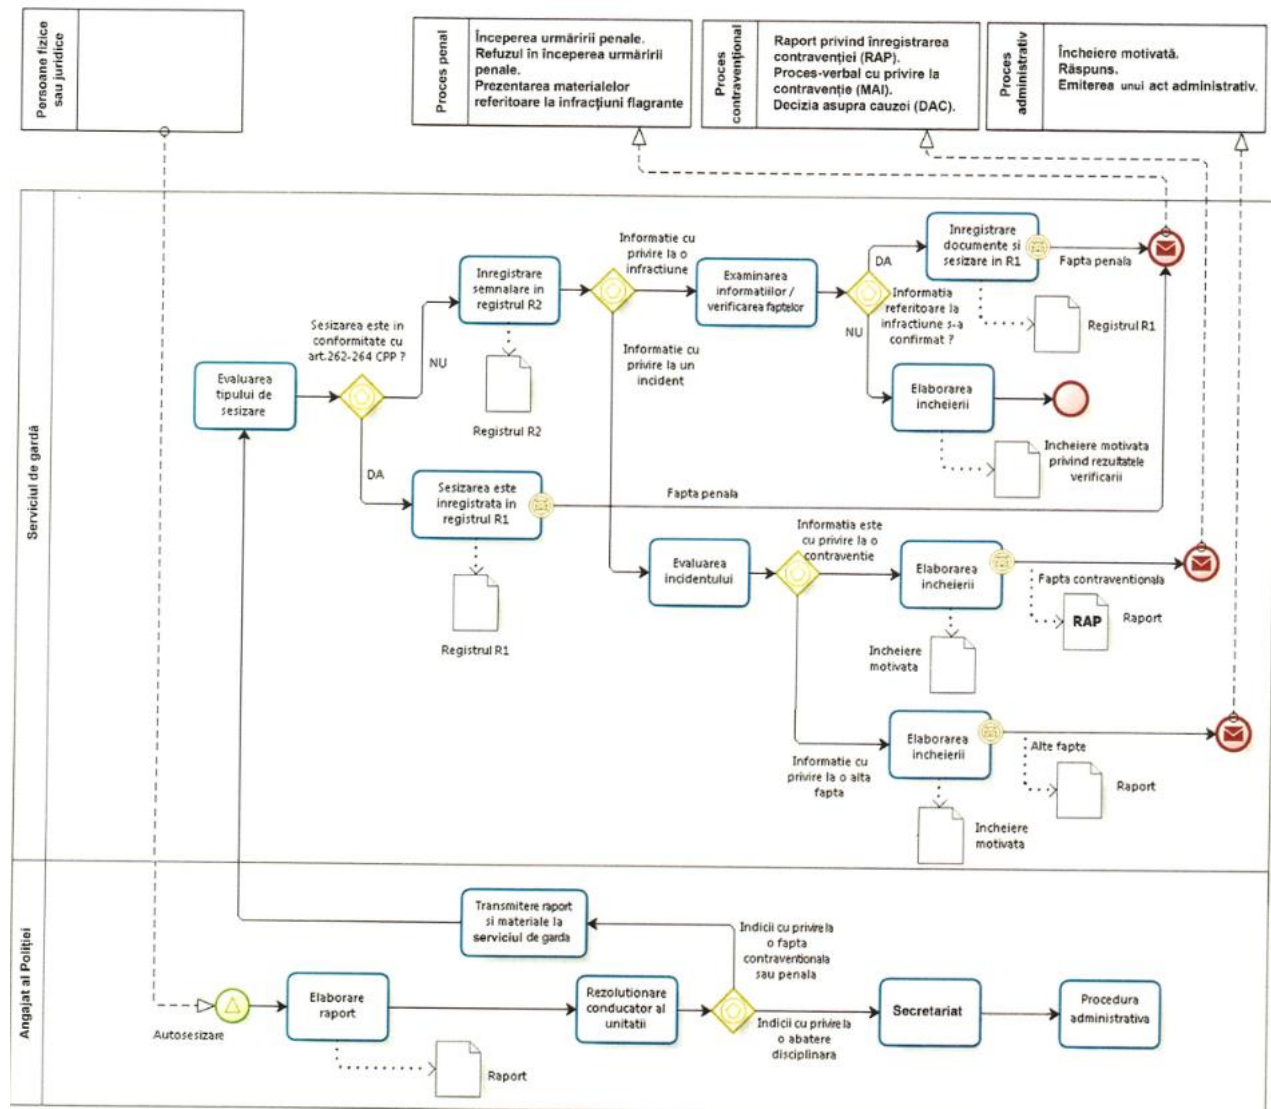 Persoane fizice
sau juridice
Proces penal
Începerea urmăririi penale.
Refuzul în începerea urmăririi
penale.
Prezentarea materialelor
referitoare la infracțiuni flagrante
Proces
contravențional
Raport privind înregistrarea
contravenției (RAP).
Proces-verbal cu privire la
contravenție (MAI).
Decizia asupra cauzei (DAC).
Proces
administrativ
Încheiere motivată.
Răspuns.
Emiterea unui act administrativ.
Serviciul de gardă
Evaluarea
tipului de
sesizare
Sesizarea este in
conformitate cu
art.262-264 CPP ?
NU
DA
Inregistrare
semnalare in
registrul R2
Registrul R2
Informatie cu
privire la o
infractiune
Informatie cu
privire la un
incident
Examinarea
informatiilor /
verificarea faptelor
DA
NU
Informatia
referitoare la
infractiune s-a
confirmat ?
Inregistrare
documente si
sesizare in R1
Fapta penala
Registrul R1
Elaborarea
incheierii
Incheiere motivata
privind rezultatele
verificarii
Sesizarea este
inregistrata in
registrul R1
Fapta penala
Registrul R1
Evaluarea
incidentului
Informatia este
cu privire la o
contraventie
Elaborarea
incheierii
Fapta contraventionala
RAP
Raport
Incheiere
motivata
Informatie cu
privire la o alta
fapta
Elaborarea
incheierii
Alte fapte
Raport
Incheiere
motivata
Angajat al Poliției
Transmitere raport
si materiale la
serviciul de garda
Indicii cu privire la
o fapta
contraventionala
sau penala
Autosesizare
Elaborare
raport
Raport
Rezolutionare
conducator al
unitatii
Indicii cu privire la
o abatere
disciplinara
Secretariat
Procedura
administrativa